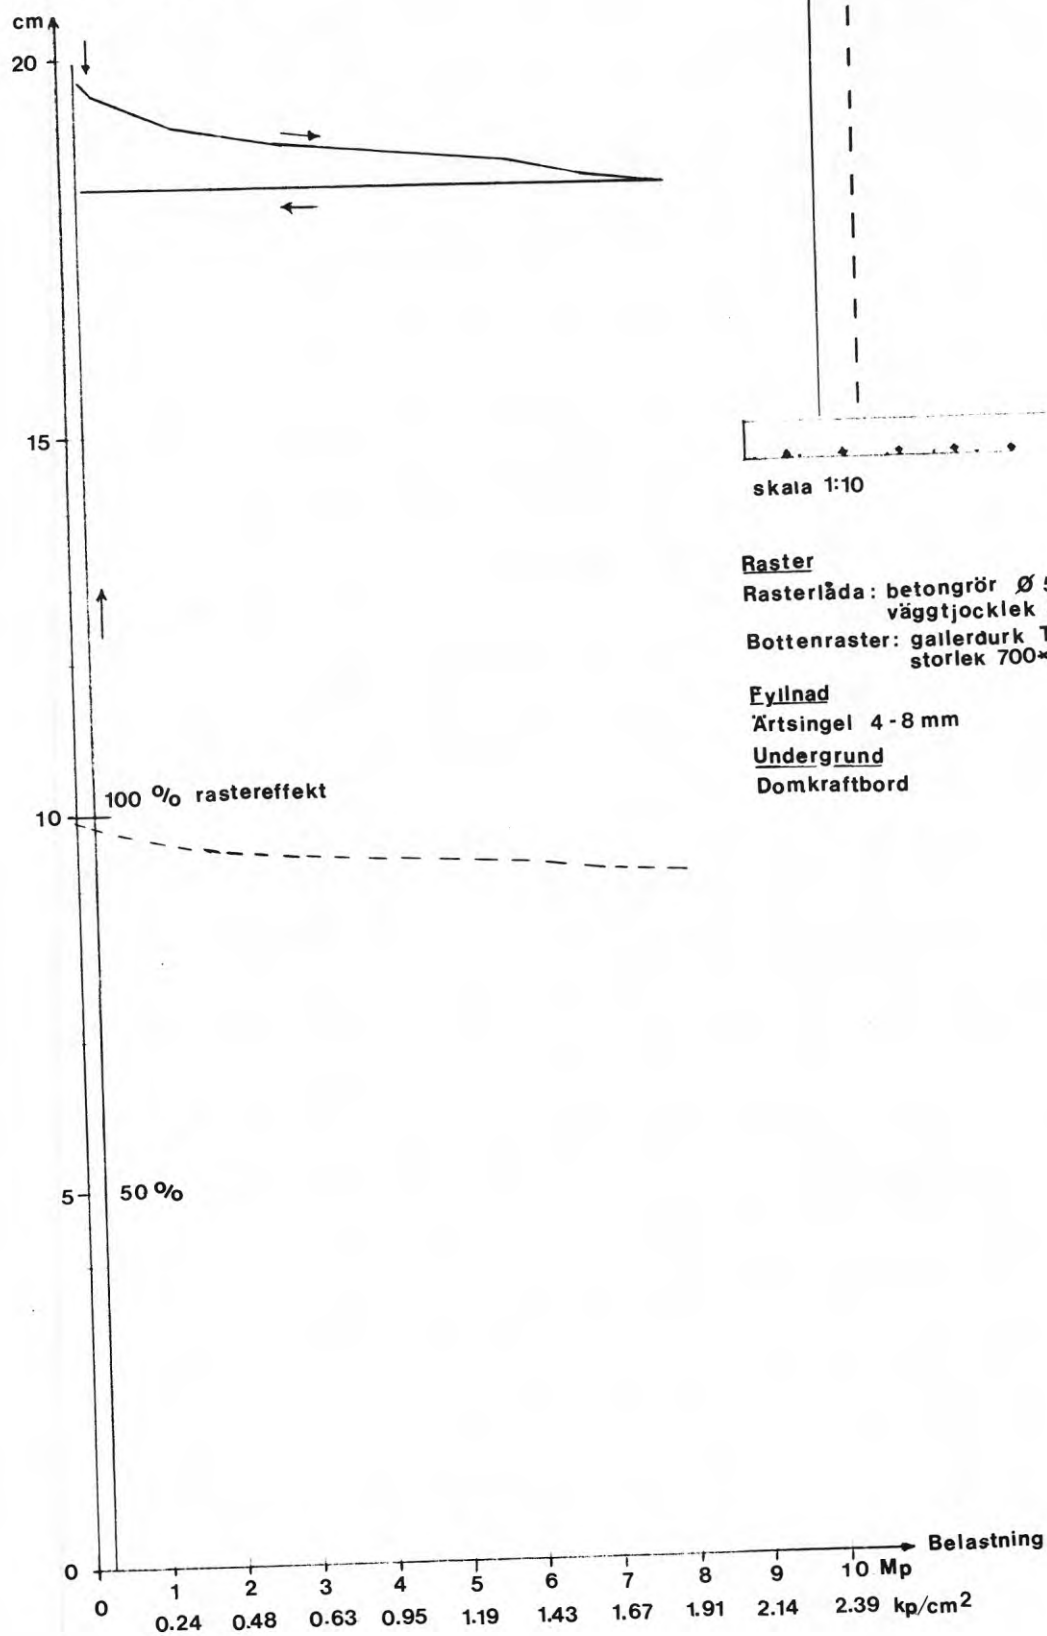 cm
20
15
skala 1:10
Raster
Rasterlåda: betongrör Ø 5
väggtjocklek
Bottenraster: gallerdurk T
storlek 700×
Fyllnad
Ärtsingel 4-8 mm
Undergrund
Domkraftbord
100 % rastereffekt
10
5 50 %
0
Belastning
1 2 3 4 5 6 7 8 9 10 Mp
0 0.24 0.48 0.63 0.95 1.19 1.43 1.67 1.91 2.14 2.39 kp/cm²